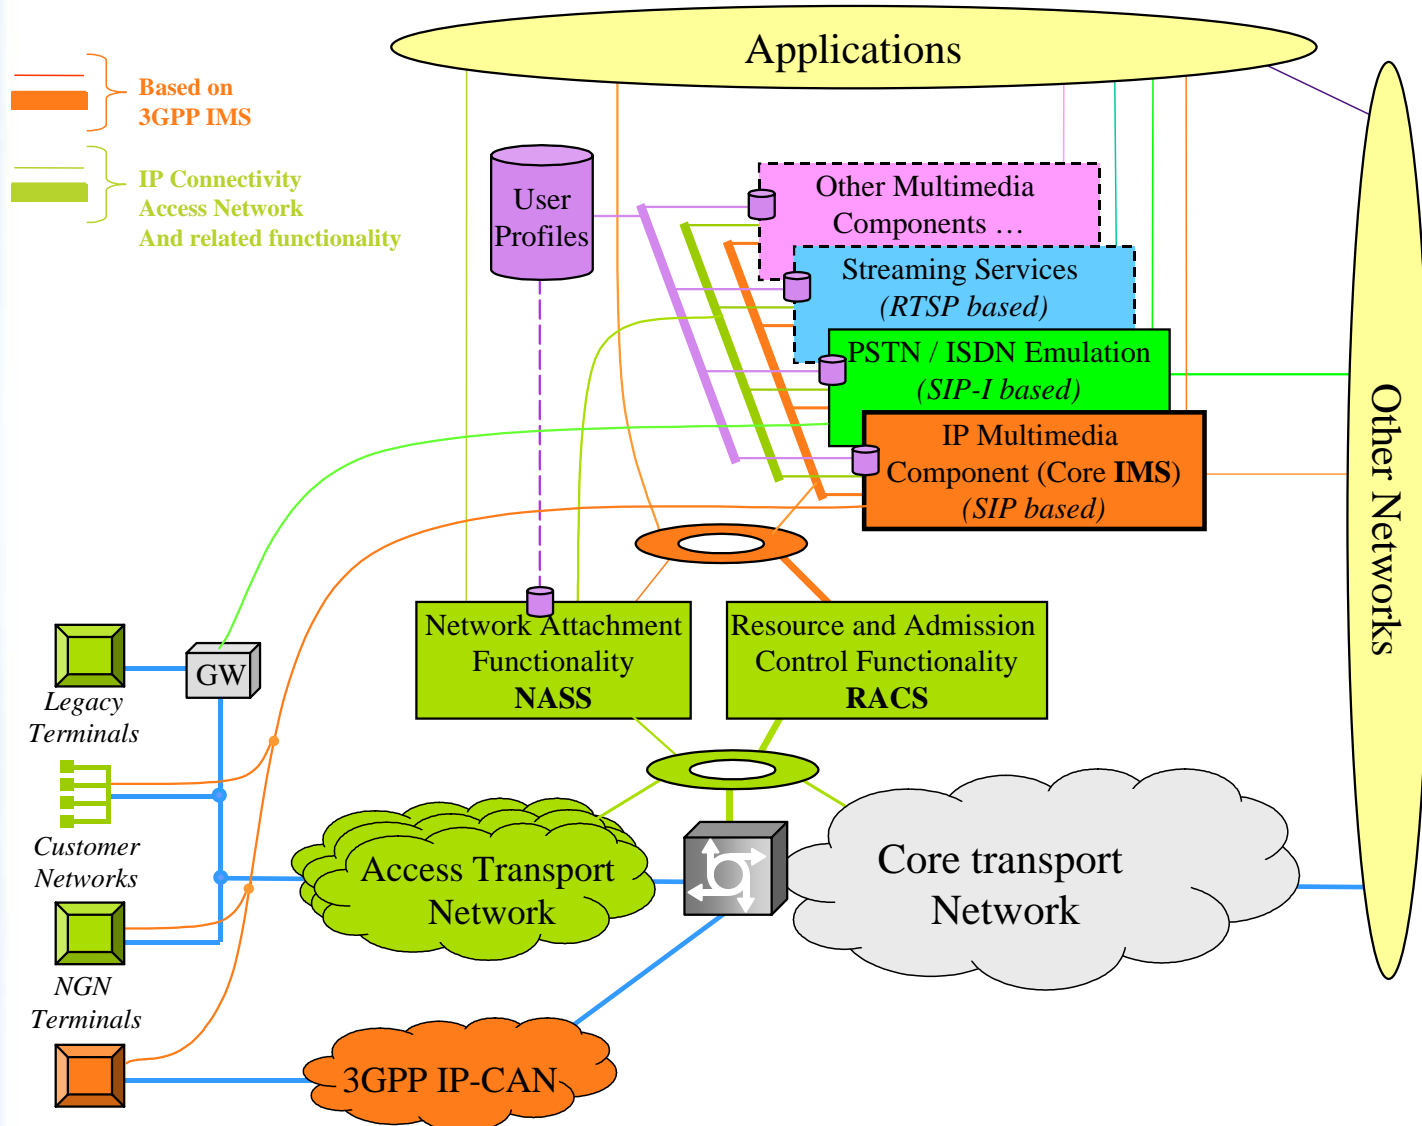 Applications
Based on
3GPP IMS
IP Connectivity
Access Network
And related functionality
User
Profiles
Other Multimedia
Components …
Streaming Services
(RTSP based)
PSTN / ISDN Emulation
(SIP-I based)
IP Multimedia
Component (Core IMS)
(SIP based)
Other Networks
Network Attachment
Functionality
NASS
Resource and Admission
Control Functionality
RACS
GW
Legacy
Terminals
Customer
Networks
NGN
Terminals
Access Transport
Network
Core transport
Network
3GPP IP-CAN